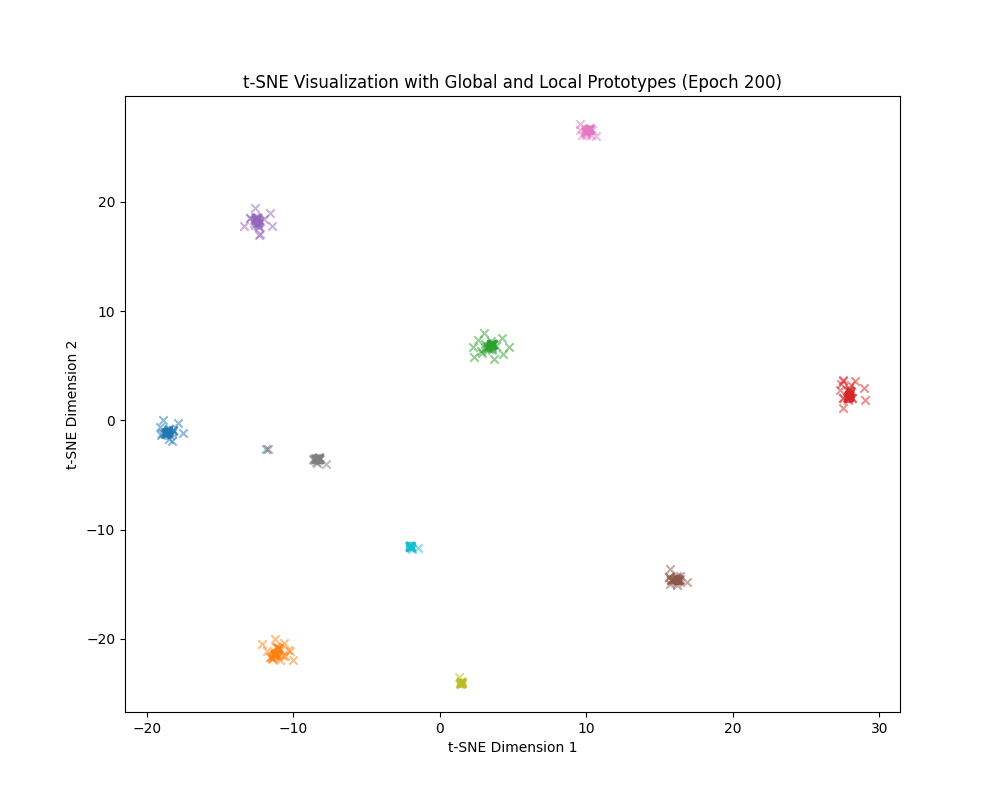 t-SNE Visualization with Global and Local Prototypes (Epoch 200)
t-SNE Dimension 2
20
10
0
−10
−20
−20 −10 0 10 20 30
t-SNE Dimension 1